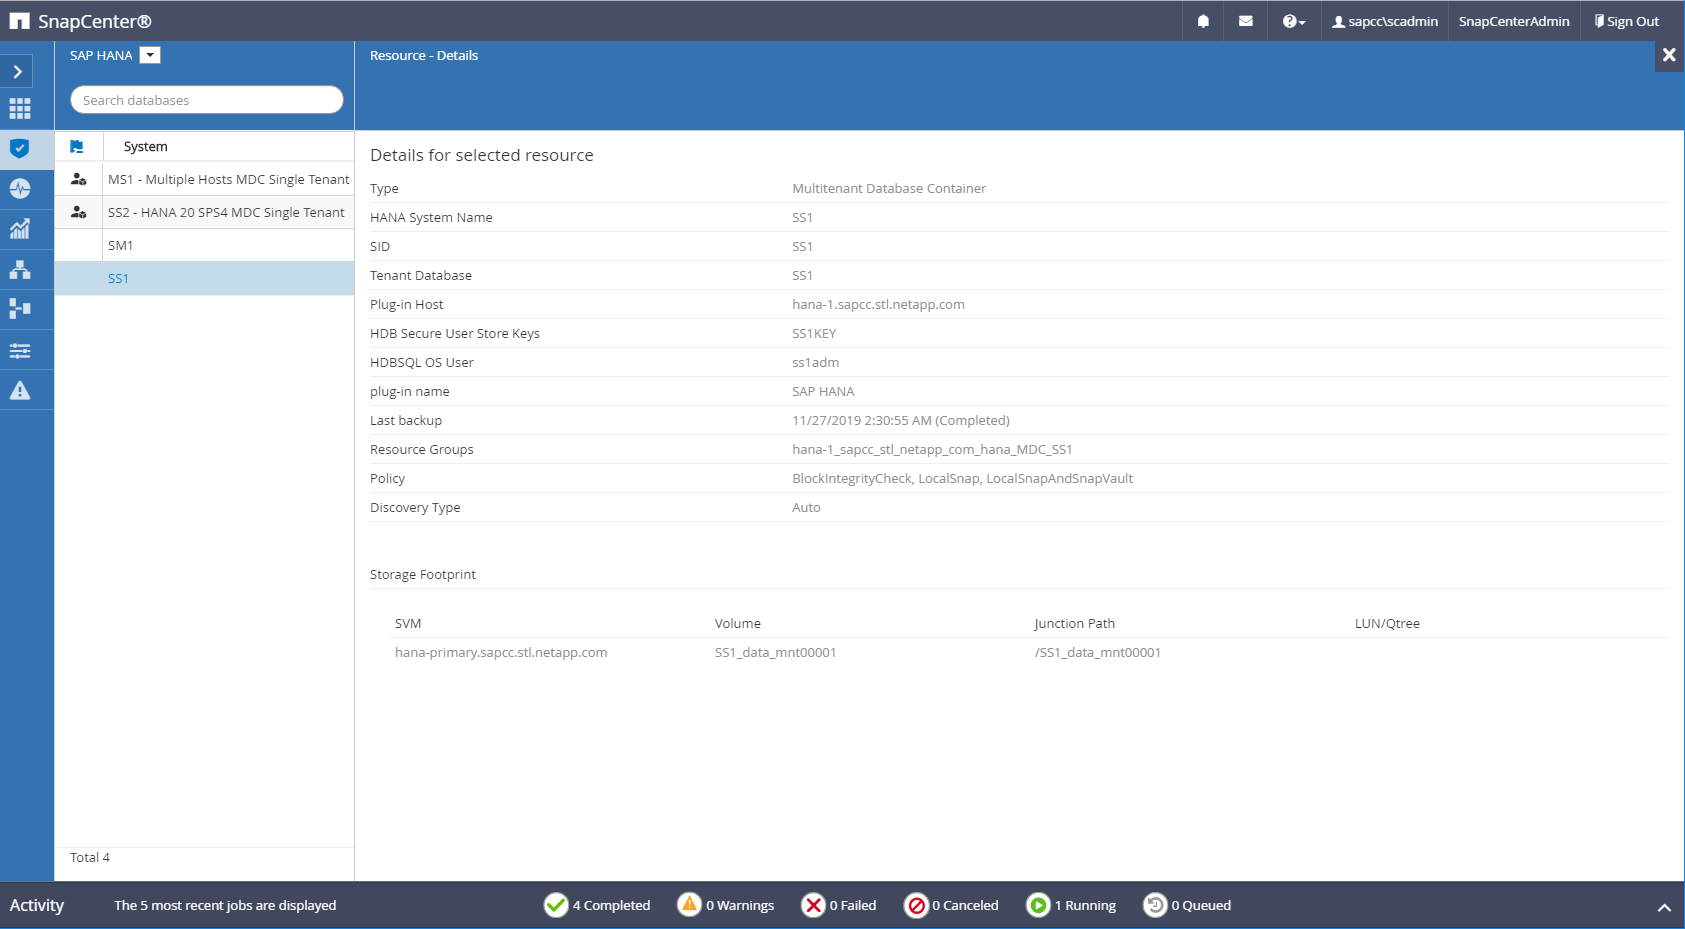 SnapCenter®
sapcc\scadmin SnapCenterAdmin Sign Out
SAP HANA
Resource - Details
Search databases
System
MS1 - Multiple Hosts MDC Single Tenant
SS2 - HANA 20 SPS4 MDC Single Tenant
SM1
SS1
Total 4
Details for selected resource
Type Multitenant Database Container
HANA System Name SS1
SID SS1
Tenant Database SS1
Plug-in Host hana-1.sapcc.stl.netapp.com
HDB Secure User Store Keys SS1KEY
HDBSQL OS User ss1adm
plug-in name SAP HANA
Last backup 11/27/2019 2:30:55 AM (Completed)
Resource Groups hana-1_sapcc_stl_netapp_com_hana_MDC_SS1
Policy BlockIntegrityCheck, LocalSnap, LocalSnapAndSnapVault
Discovery Type Auto
Storage Footprint
SVM Volume Junction Path LUN/Qtree
hana-primary.sapcc.stl.netapp.com SS1_data_mnt00001 /SS1_data_mnt00001
Activity The 5 most recent jobs are displayed 4 Completed 0 Warnings 0 Failed 0 Canceled 1 Running 0 Queued